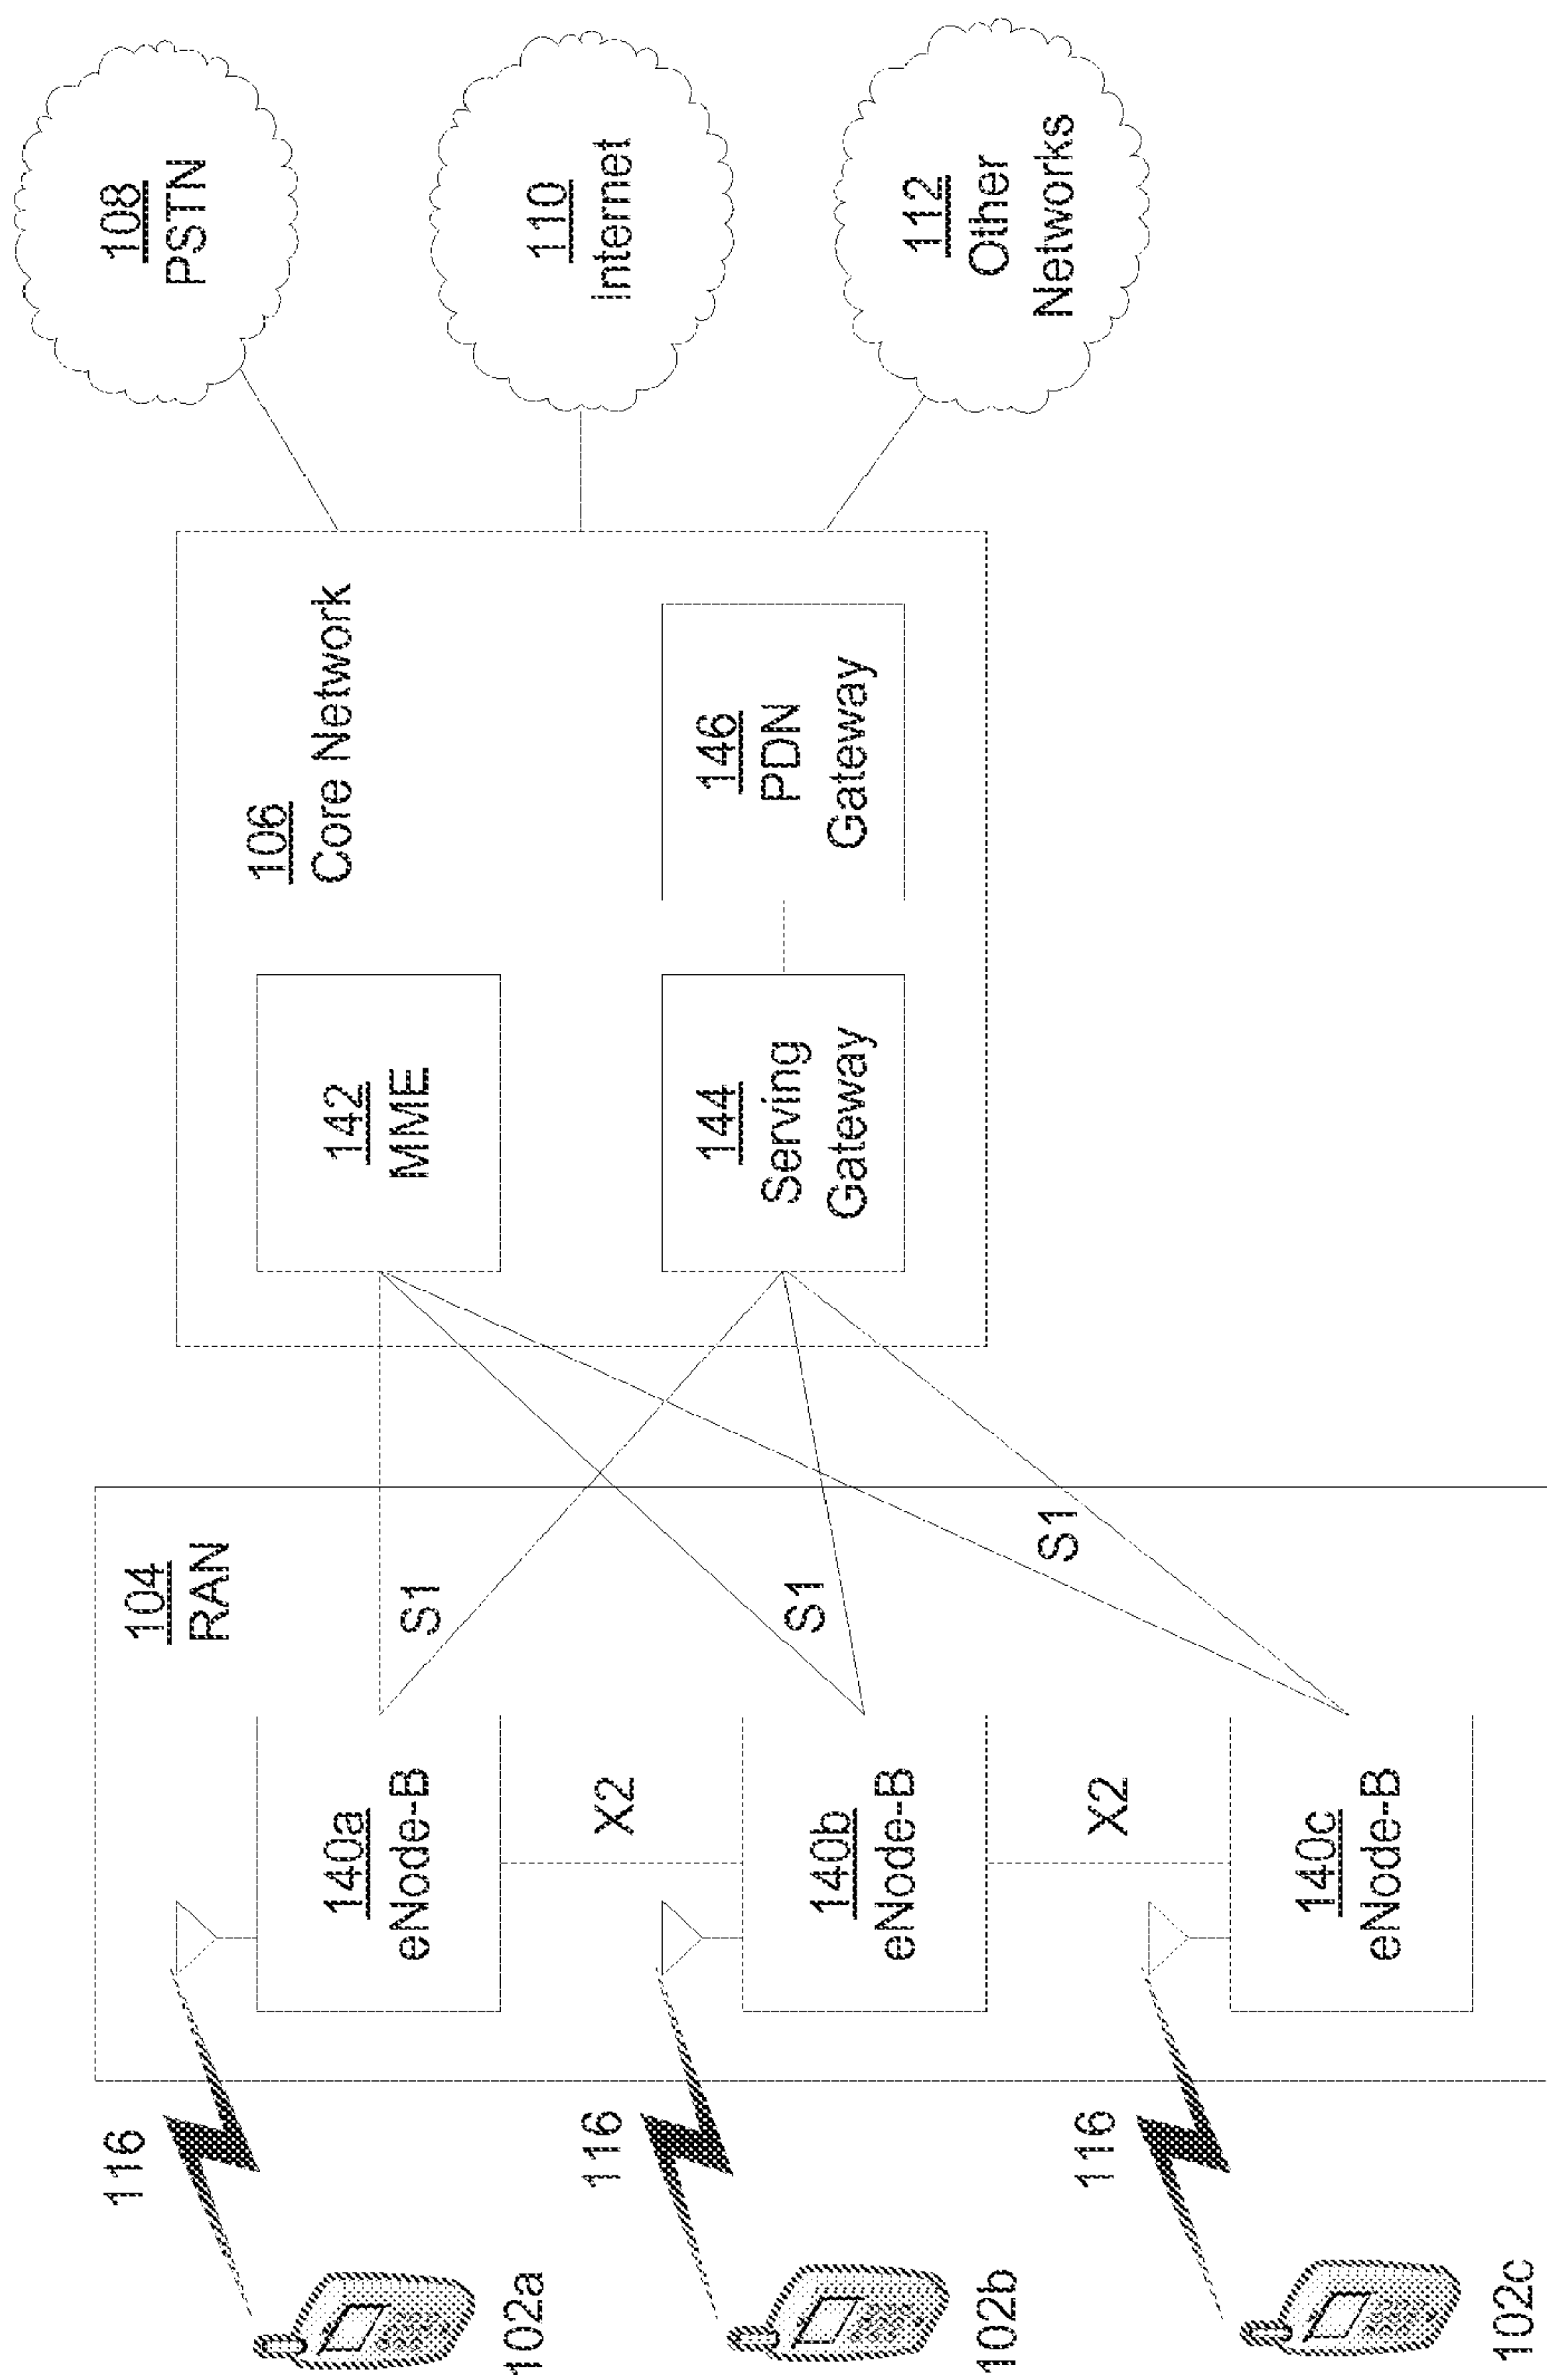 102a
116
104
RAN
140a
eNode-B
S1
X2
102b
116
140b
eNode-B
S1
X2
102c
116
140c
eNode-B
S1
106
Core Network
142
MME
144
Serving
Gateway
146
PDN
Gateway
108
PSTN
110
Internet
112
Other
Networks